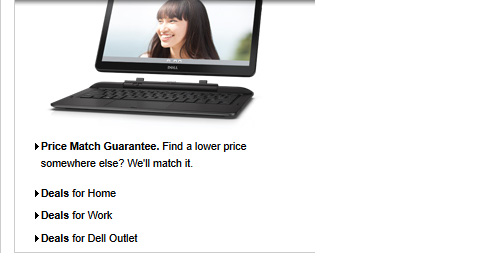 DELL
Price Match Guarantee. Find a lower price
somewhere else? We'll match it.
Deals for Home
Deals for Work
Deals for Dell Outlet